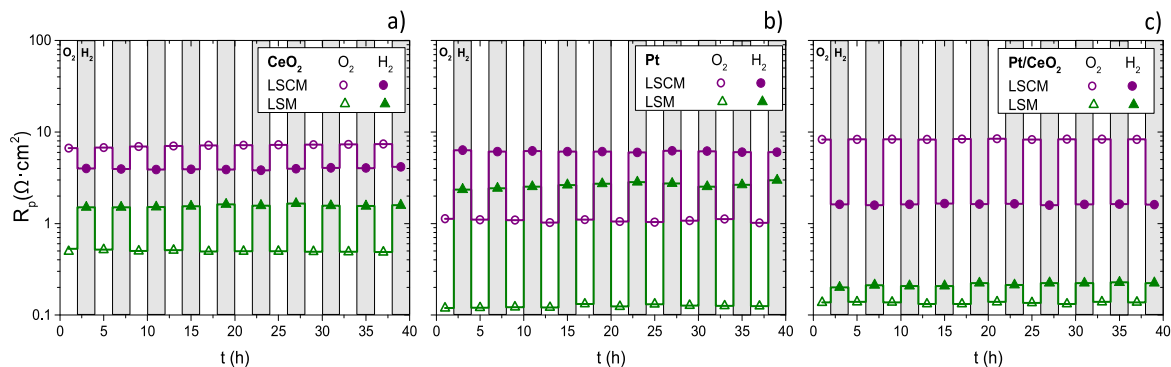 a)
O2 H2
CeO2 O2 H2
LSCM
LSM
100
10
1
0.1
Rp(Ω·cm²)
0 5 10 15 20 25 30 35 40
t (h)
b)
O2 H2
Pt O2 H2
LSCM
LSM
0 5 10 15 20 25 30 35 40
t (h)
c)
O2 H2
Pt/CeO2 O2 H2
LSCM
LSM
0 5 10 15 20 25 30 35 40
t (h)